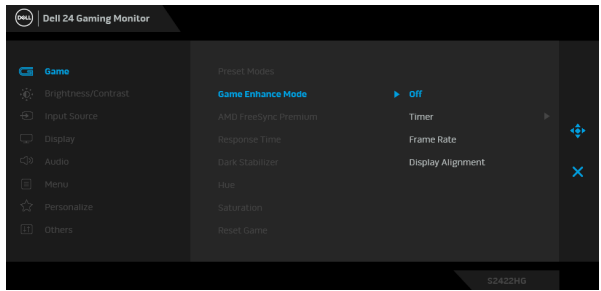 DELL
Dell 24 Gaming Monitor
Game
Brightness/Contrast
Input Source
Display
Audio
Menu
Personalize
Others
Preset Modes
Game Enhance Mode
AMD FreeSync Premium
Response Time
Dark Stabilizer
Hue
Saturation
Reset Game
Off
Timer
Frame Rate
Display Alignment
S2422HG